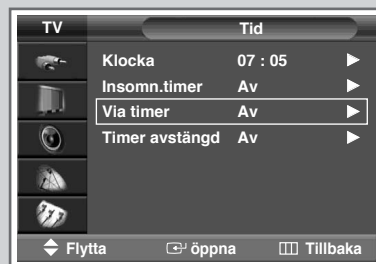 TV Tid
Klocka 07 : 05
Insomn.timer Av
Via timer Av
Timer avstängd Av
Flytta öppna Tillbaka